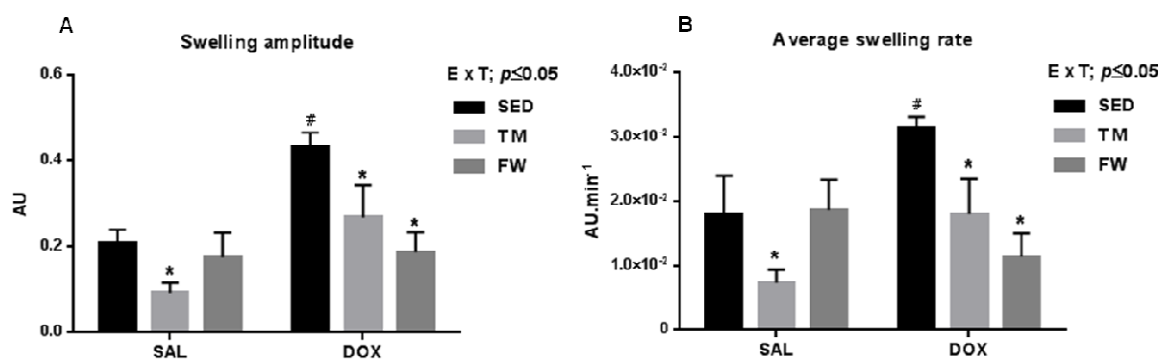 A
Swelling amplitude
E x T; p≤0.05
SED
TM
FW
AU
0.6
0.4
0.2
0.0
#
*
*
*
SAL
DOX
B
Average swelling rate
E x T; p≤0.05
SED
TM
FW
AU.min⁻¹
4.0×10⁻²
3.0×10⁻²
2.0×10⁻²
1.0×10⁻²
0
#
*
*
*
SAL
DOX